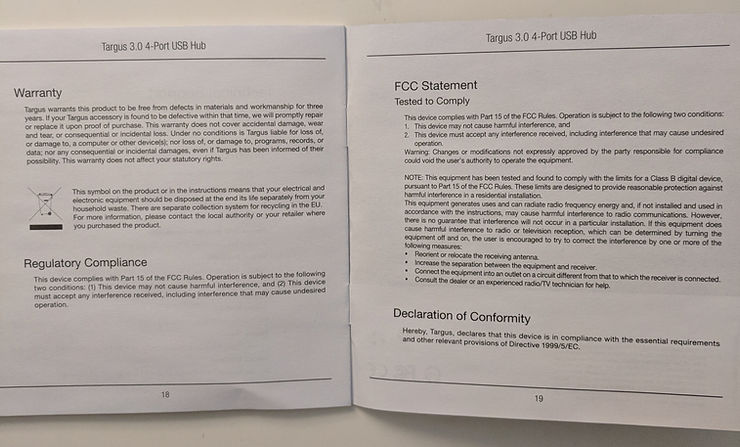 Targus 3.0 4-Port USB Hub
Warranty
Targus warrants this product to be free from defects in materials and workmanship for three
years. If your Targus accessory is found to be defective within that time, we will promptly repair
or replace it upon proof of purchase. This warranty does not cover accidental damage, wear
and tear, or consequential or incidental loss. Under no conditions is Targus liable for loss of,
or damage to, a computer or other device(s); nor loss of, or damage to, programs, records, or
data; nor any consequential or incidental damages, even if Targus has been informed of their
possibility. This warranty does not affect your statutory rights.
This symbol on the product or in the instructions means that your electrical and
electronic equipment should be disposed at the end its life separately from your
household waste. There are separate collection system for recycling in the EU.
For more information, please contact the local authority or your retailer where
you purchased the product.
Regulatory Compliance
This device complies with Part 15 of the FCC Rules. Operation is subject to the following
two conditions: (1) This device may not cause harmful interference, and (2) This device
must accept any interference received, including interference that may cause undesired
operation.
18
Targus 3.0 4-Port USB Hub
FCC Statement
Tested to Comply
This device complies with Part 15 of the FCC Rules. Operation is subject to the following two conditions:
1. This device may not cause harmful interference, and
2. This device must accept any interference received, including interference that may cause undesired
operation.
Warning: Changes or modifications not expressly approved by the party responsible for compliance
could void the user's authority to operate the equipment.
NOTE: This equipment has been tested and found to comply with the limits for a Class B digital device,
pursuant to Part 15 of the FCC Rules. These limits are designed to provide reasonable protection against
harmful interference in a residential installation.
This equipment generates uses and can radiate radio frequency energy and, if not installed and used in
accordance with the instructions, may cause harmful interference to radio communications. However,
there is no guarantee that interference will not occur in a particular installation. If this equipment does
cause harmful interference to radio or television reception, which can be determined by turning the
equipment off and on, the user is encouraged to try to correct the interference by one or more of the
following measures:
• Reorient or relocate the receiving antenna.
• Increase the separation between the equipment and receiver.
• Connect the equipment into an outlet on a circuit different from that to which the receiver is connected.
• Consult the dealer or an experienced radio/TV technician for help.
Declaration of Conformity
Hereby, Targus, declares that this device is in compliance with the essential requirements
and other relevant provisions of Directive 1999/5/EC.
19